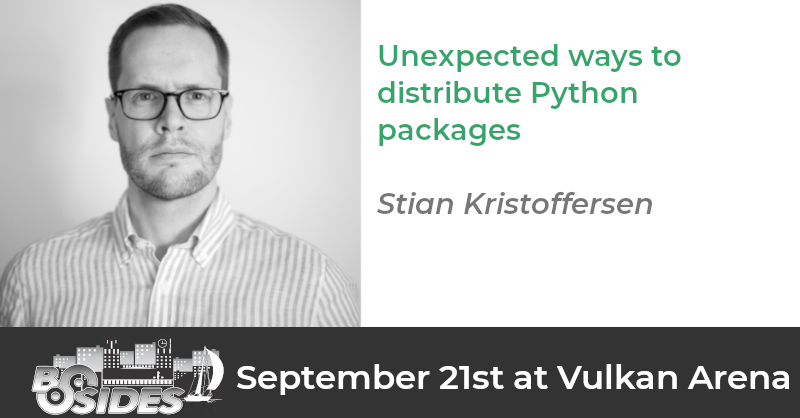 Unexpected ways to
distribute Python
packages
Stian Kristoffersen
BSIDES
September 21st at Vulkan Arena